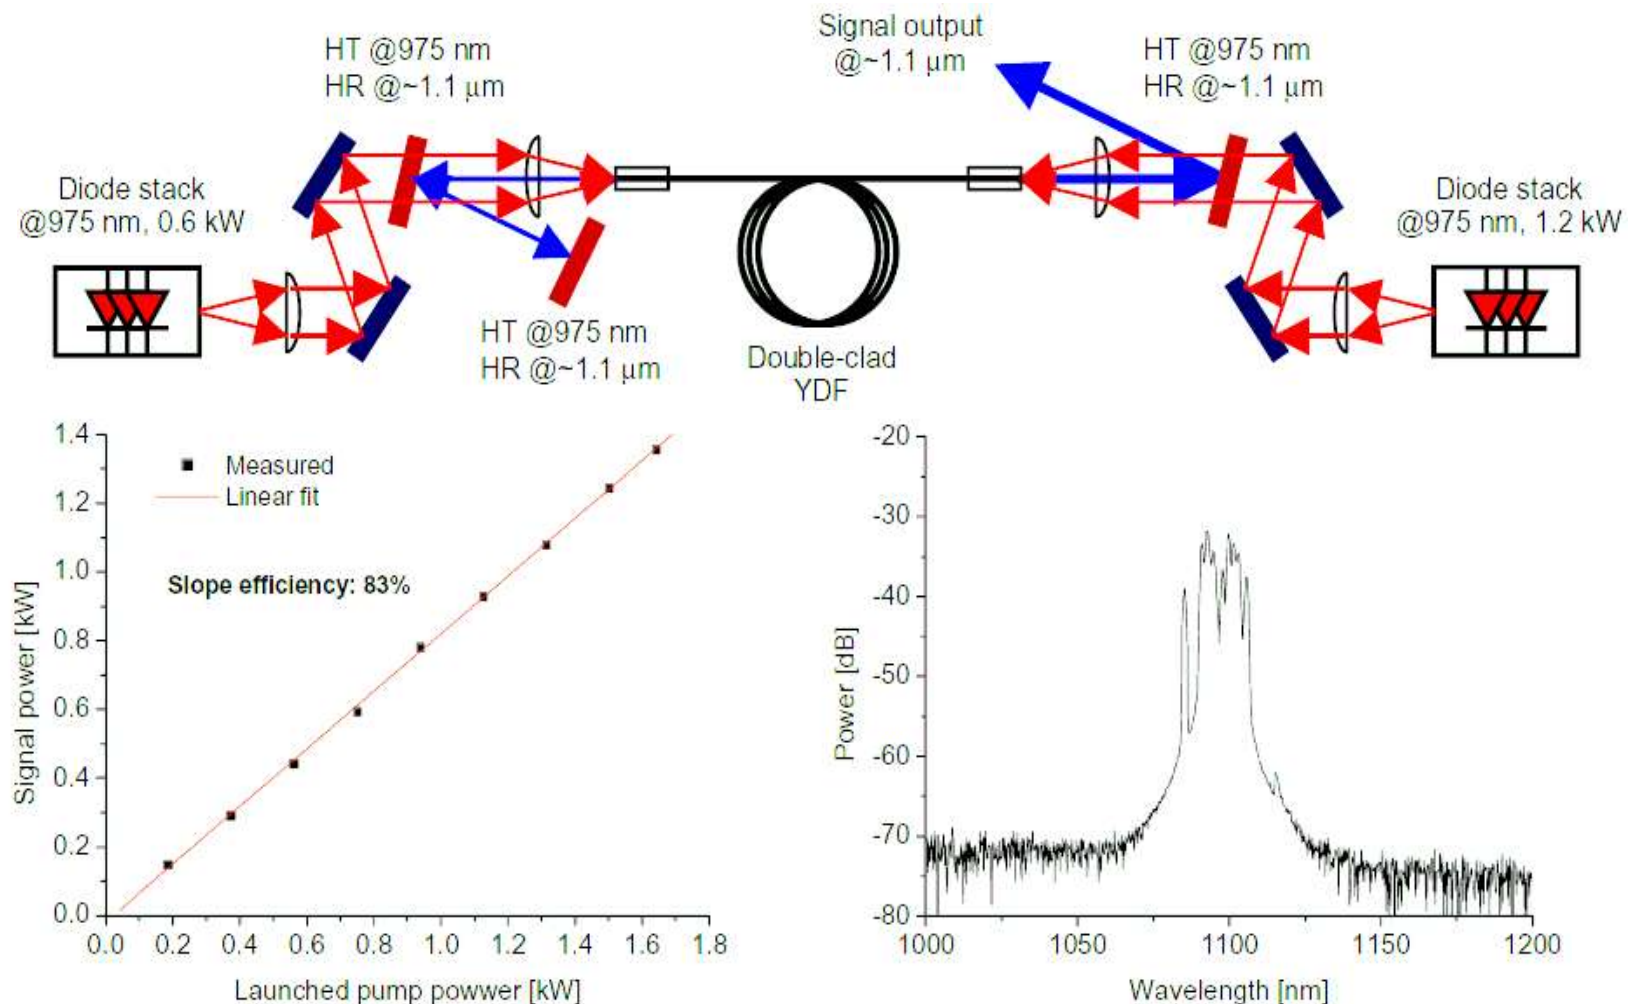 HT @975 nm
HR @~1.1 μm
Signal output
@~1.1 μm
HT @975 nm
HR @~1.1 μm
Diode stack
@975 nm, 0.6 kW
Diode stack
@975 nm, 1.2 kW
HT @975 nm
HR @~1.1 μm
Double-clad
YDF
1.4
1.2
1.0
0.8
0.6
0.4
0.2
0.0
Signal power [kW]
Measured
Linear fit
Slope efficiency: 83%
0.0 0.2 0.4 0.6 0.8 1.0 1.2 1.4 1.6 1.8
Launched pump powwer [kW]
-20
-30
-40
-50
-60
-70
-80
Power [dB]
1000 1050 1100 1150 1200
Wavelength [nm]